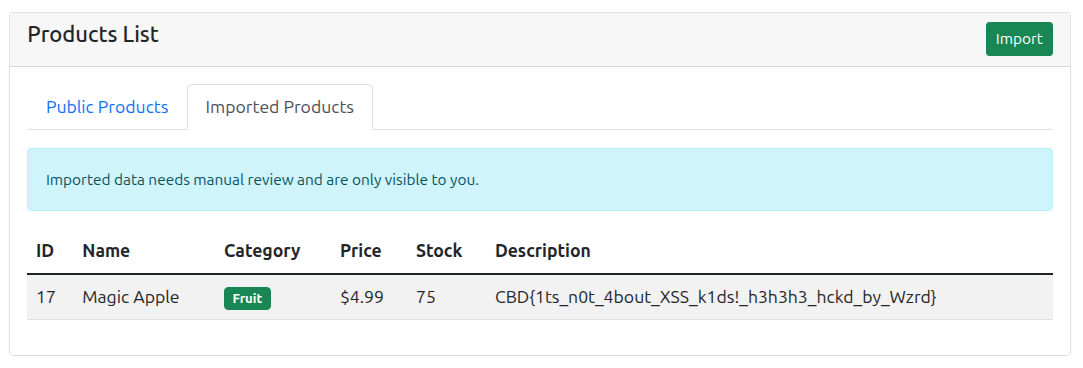 Products List
Import
Public Products
Imported Products
Imported data needs manual review and are only visible to you.
ID Name Category Price Stock Description
17 Magic Apple Fruit $4.99 75 CBD{1ts_n0t_4bout_XSS_k1ds!_h3h3h3_hckd_by_Wzrd}